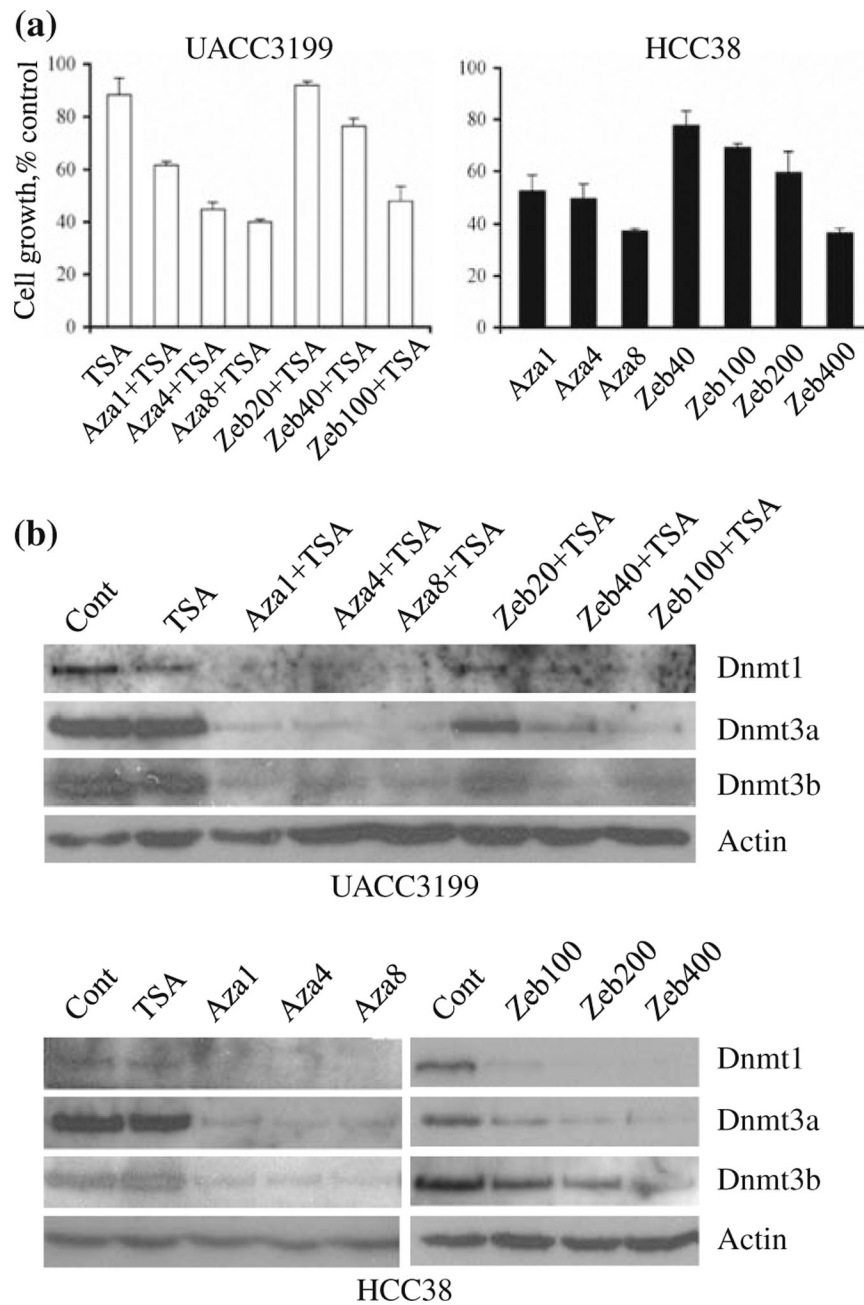 (a)
UACC3199
HCC38
Cell growth, % control
100
80
60
40
20
0
TSA
Aza1+TSA
Aza4+TSA
Aza8+TSA
Zeb20+TSA
Zeb40+TSA
Zeb100+TSA
100
80
60
40
20
0
Aza1
Aza4
Aza8
Zeb40
Zeb100
Zeb200
Zeb400
(b)
Cont
TSA
Aza1+TSA
Aza4+TSA
Aza8+TSA
Zeb20+TSA
Zeb40+TSA
Zeb100+TSA
Dnmt1
Dnmt3a
Dnmt3b
Actin
UACC3199
Cont
TSA
Aza1
Aza4
Aza8
Cont
Zeb100
Zeb200
Zeb400
Dnmt1
Dnmt3a
Dnmt3b
Actin
HCC38